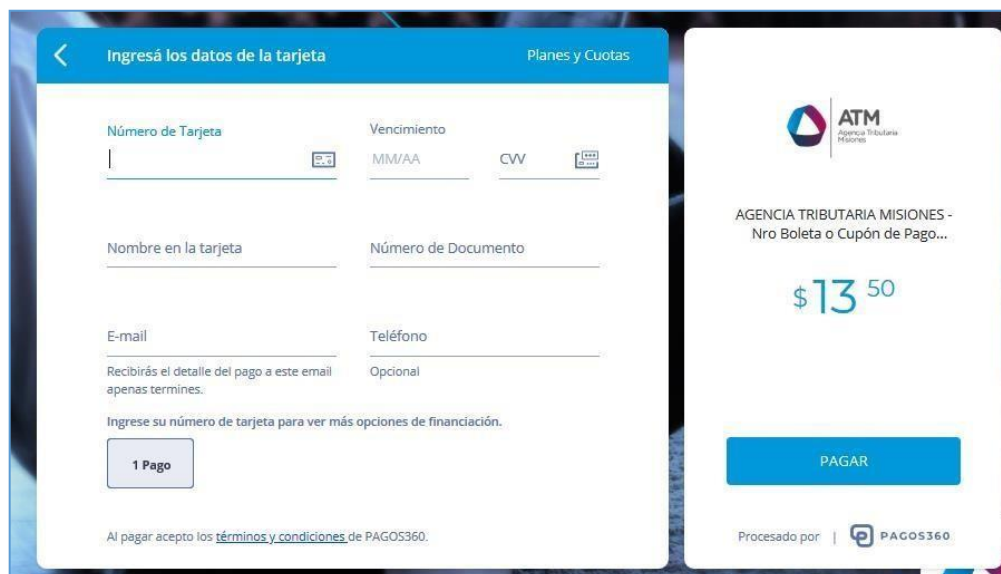 Ingresá los datos de la tarjeta
Planes y Cuotas
Número de Tarjeta
Vencimiento
MM/AA
CVV
Nombre en la tarjeta
Número de Documento
E-mail
Teléfono
Recibirás el detalle del pago a este email
apenas termines.
Opcional
Ingrese su número de tarjeta para ver más opciones de financiación.
1 Pago
Al pagar acepto los términos y condiciones de PAGOS360.
ATM
Agencia Tributaria
Misiones
AGENCIA TRIBUTARIA MISIONES -
Nro Boleta o Cupón de Pago...
$13 50
PAGAR
Procesado por | PAGOS360